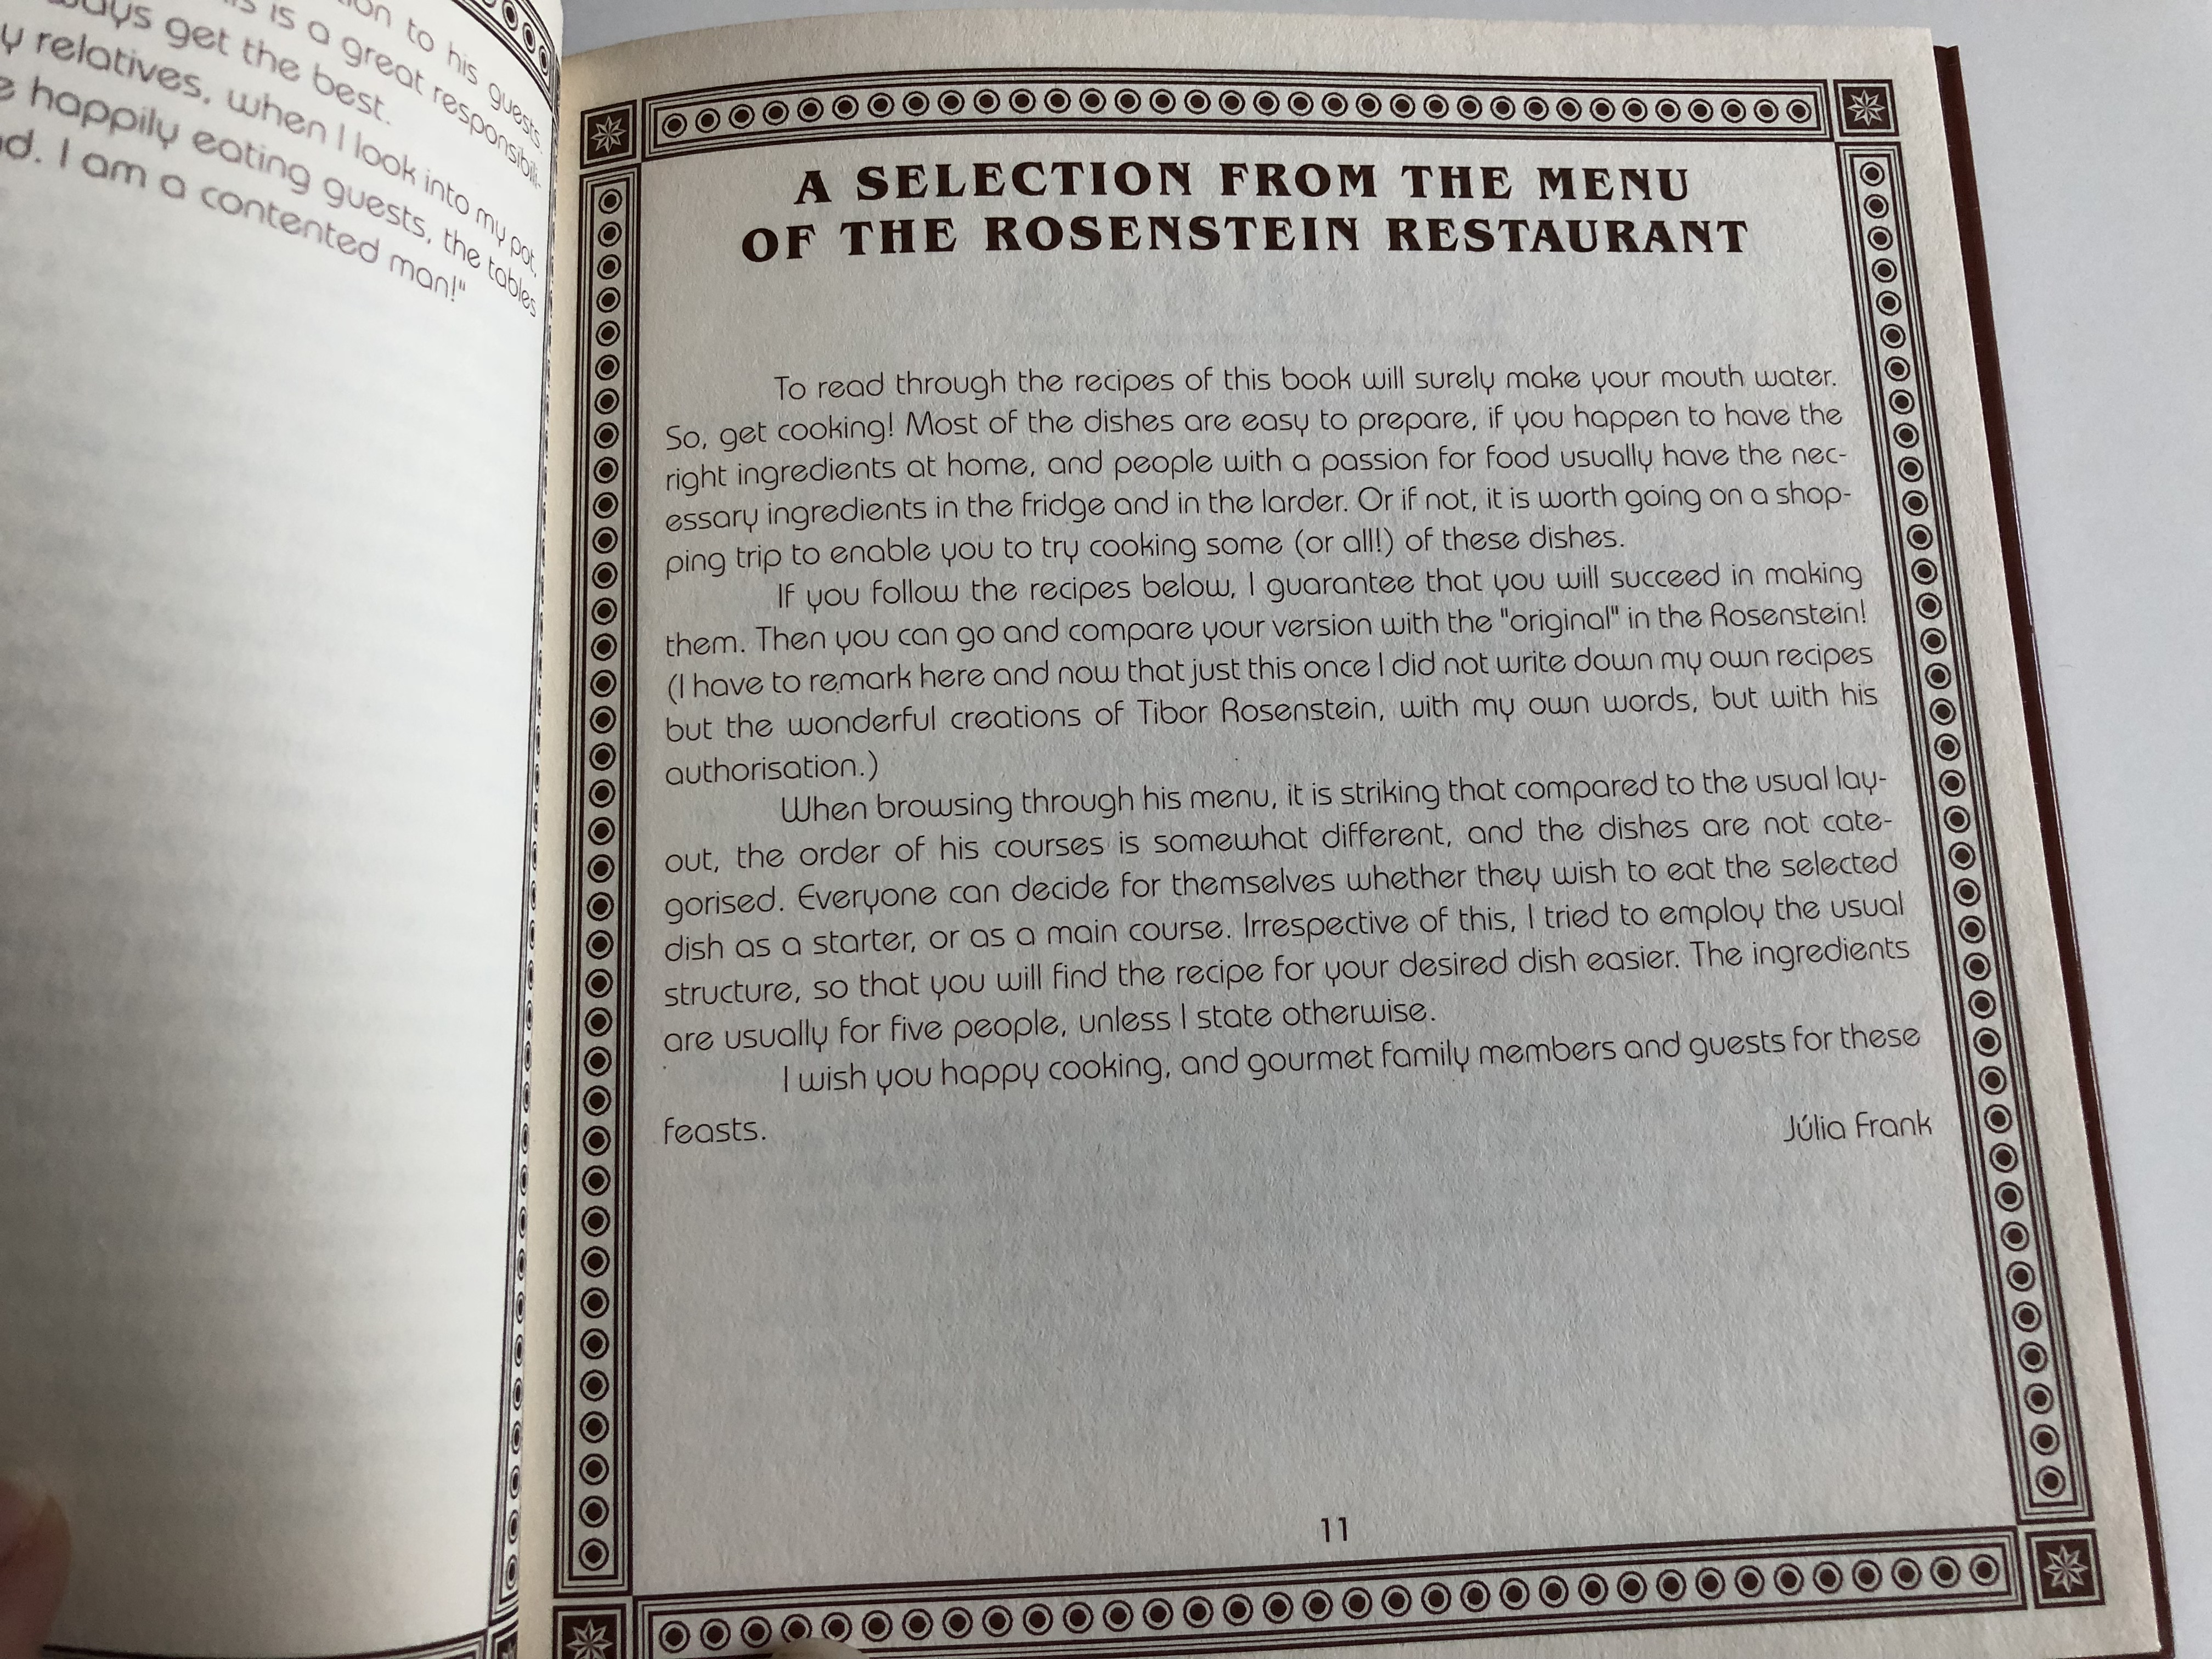 to his guests.
is a great responsibili-
get the best.
relatives, when I look into my pot,
happily eating guests, the tables
I am a contented man!"
A SELECTION FROM THE MENU
OF THE ROSENSTEIN RESTAURANT
To read through the recipes of this book will surely make your mouth water.
So, get cooking! Most of the dishes are easy to prepare, if you happen to have the
right ingredients at home, and people with a passion for food usually have the nec-
essary ingredients in the fridge and in the larder. Or if not, it is worth going on a shop-
ping trip to enable you to try cooking some (or all!) of these dishes.
If you follow the recipes below, I guarantee that you will succeed in making
them. Then you can go and compare your version with the "original" in the Rosenstein!
(I have to remark here and now that just this once I did not write down my own recipes
but the wonderful creations of Tibor Rosenstein, with my own words, but with his
authorisation.)
When browsing through his menu, it is striking that compared to the usual lay-
out, the order of his courses is somewhat different, and the dishes are not cate-
gorised. Everyone can decide for themselves whether they wish to eat the selected
dish as a starter, or as a main course. Irrespective of this, I tried to employ the usual
structure, so that you will find the recipe for your desired dish easier. The ingredients
are usually for five people, unless I state otherwise.
I wish you happy cooking, and gourmet family members and guests for these
feasts.
Júlia Frank
11